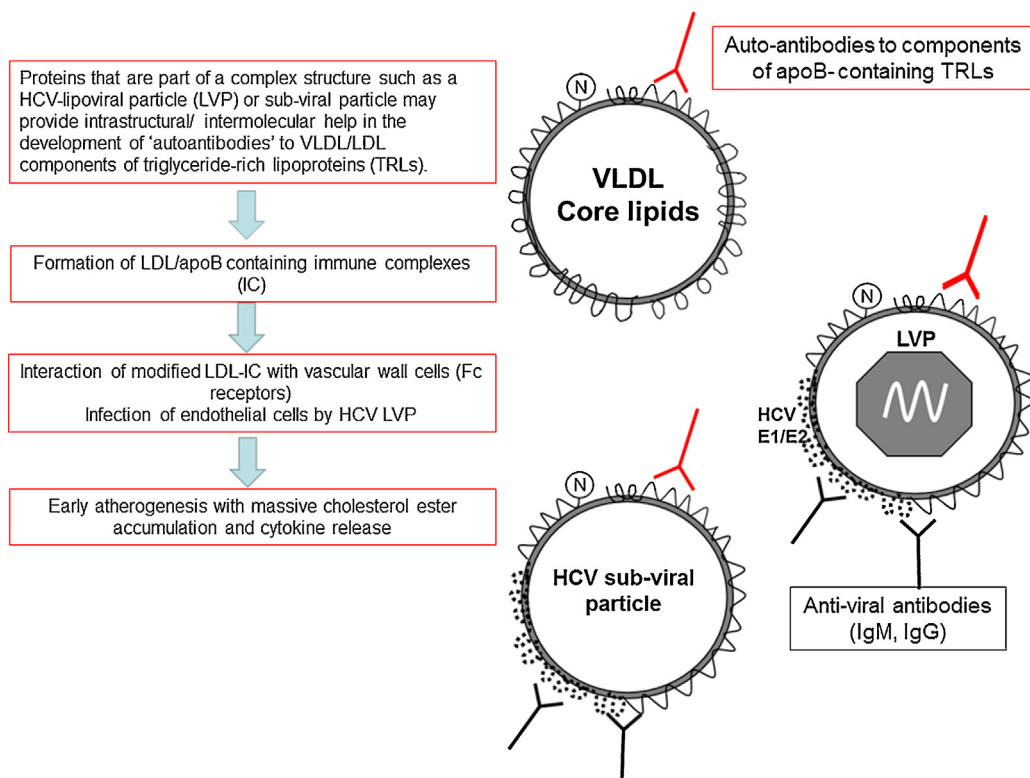 Proteins that are part of a complex structure such as a
HCV-lipoviral particle (LVP) or sub-viral particle may
provide intrastructural/ intermolecular help in the
development of ‘autoantibodies’ to VLDL/LDL
components of triglyceride-rich lipoproteins (TRLs).
Formation of LDL/apoB containing immune complexes
(IC)
Interaction of modified LDL-IC with vascular wall cells (Fc
receptors)
Infection of endothelial cells by HCV LVP
Early atherogenesis with massive cholesterol ester
accumulation and cytokine release
Auto-antibodies to components
of apoB- containing TRLs
N
VLDL
Core lipids
N
LVP
HCV
E1/E2
N
HCV sub-viral
particle
Anti-viral antibodies
(IgM, IgG)